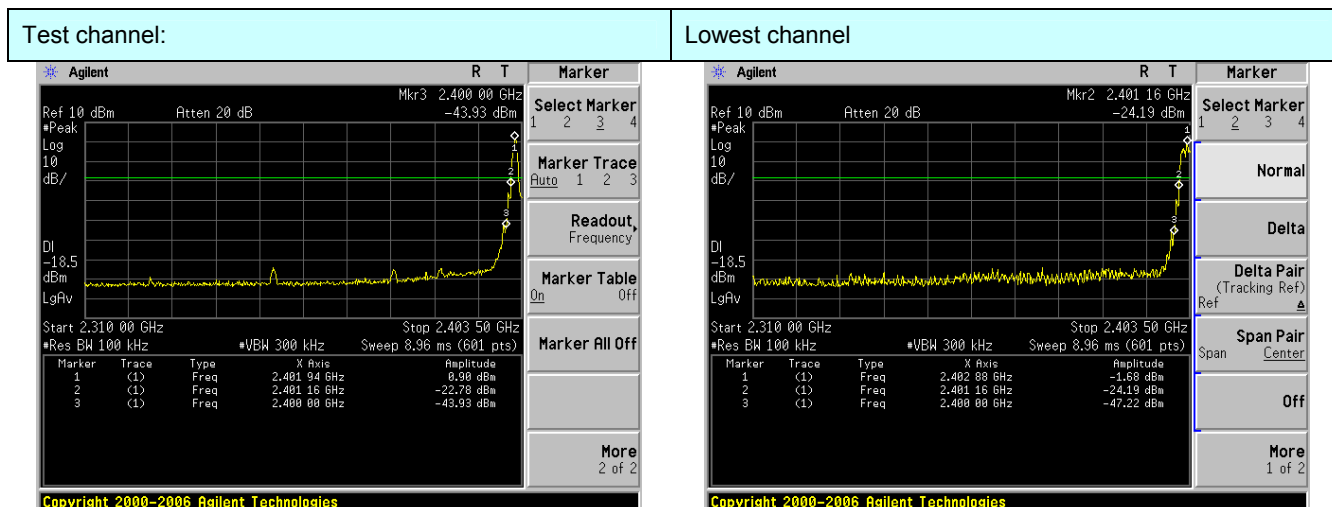 Test channel:
Lowest channel
Agilent
R T
Marker
Mkr3 2.400 00 GHz
Ref 10 dBm Atten 20 dB -43.93 dBm
#Peak
Log
10
dB/
DI
-18.5
dBm
LgAv
1
2
3
Start 2.310 00 GHz Stop 2.403 50 GHz
#Res BW 100 kHz #VBW 300 kHz Sweep 8.96 ms (601 pts)
Marker Trace Type X Axis Amplitude
1 (1) Freq 2.401 94 GHz 0.90 dBm
2 (1) Freq 2.401 16 GHz -22.78 dBm
3 (1) Freq 2.400 00 GHz -43.93 dBm
Select Marker
1 2 3 4
Marker Trace
Auto 1 2 3
Readout
Frequency
Marker Table
On Off
Marker All Off
More
2 of 2
Copyright 2000-2006 Agilent Technologies
Agilent
R T
Marker
Mkr2 2.401 16 GHz
Ref 10 dBm Atten 20 dB -24.19 dBm
#Peak
Log
10
dB/
DI
-18.5
dBm
LgAv
1
2
3
Start 2.310 00 GHz Stop 2.403 50 GHz
#Res BW 100 kHz #VBW 300 kHz Sweep 8.96 ms (601 pts)
Marker Trace Type X Axis Amplitude
1 (1) Freq 2.402 88 GHz -1.68 dBm
2 (1) Freq 2.401 16 GHz -24.19 dBm
3 (1) Freq 2.400 00 GHz -47.22 dBm
Select Marker
1 2 3 4
Normal
Delta
Delta Pair
(Tracking Ref)
Ref Δ
Span Pair
Span Center
Off
More
1 of 2
Copyright 2000-2006 Agilent Technologies